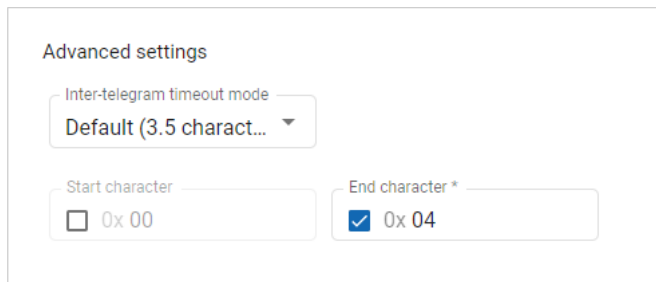 Advanced settings
Inter-telegram timeout mode
Default (3.5 charact...
Start character
0x 00
End character *
0x 04